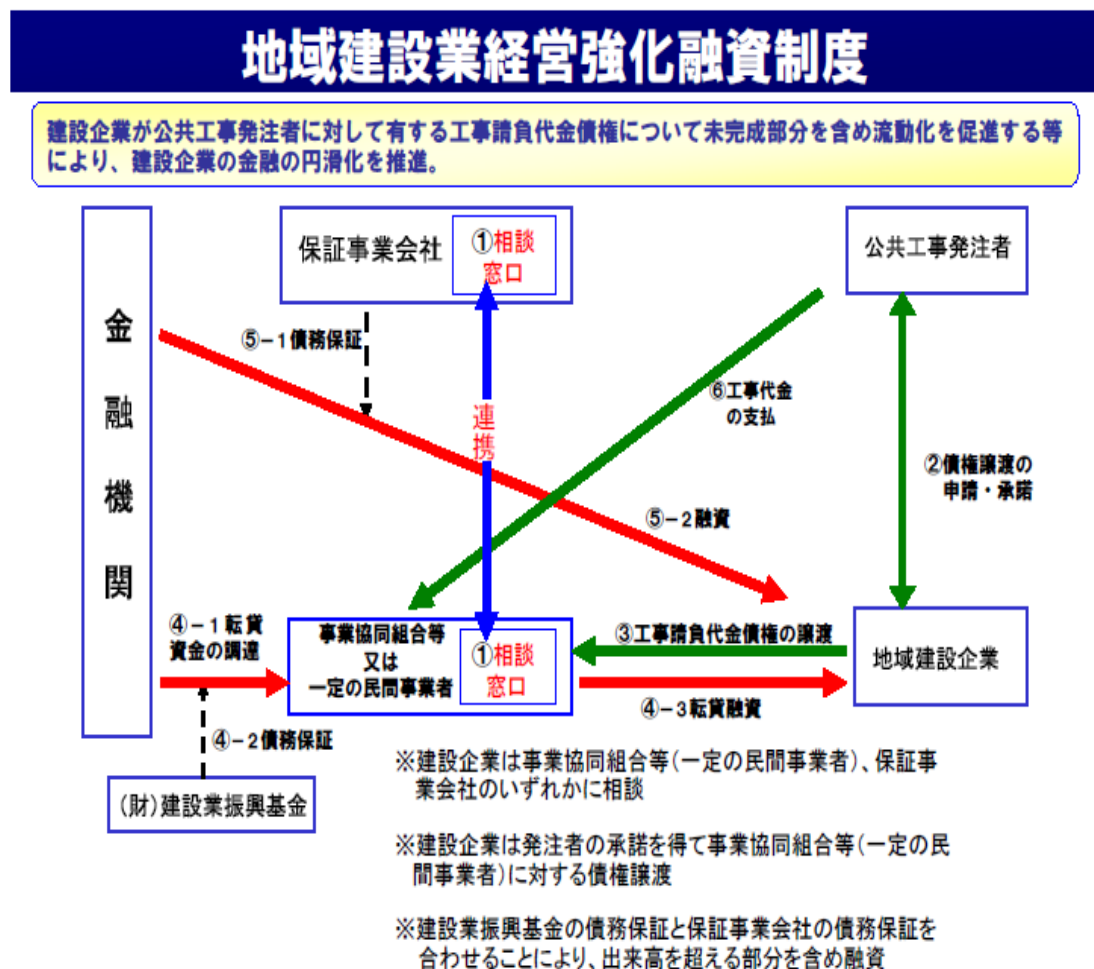 地域建設業経営強化融資制度
建設企業が公共工事発注者に対して有する工事請負代金債権について未完成部分を含め流動化を促進する等
により、建設企業の金融の円滑化を推進。
金融機関
保証事業会社
①相談
窓口
公共工事発注者
⑤－1債務保証
連携
⑥工事代金
の支払
②債権譲渡の
申請・承諾
⑤－2融資
④－1転貸
資金の調達
事業協同組合等
又は
一定の民間事業者
①相談
窓口
③工事請負代金債権の譲渡
地域建設企業
④－3転貸融資
④－2債務保証
（財）建設業振興基金
※建設企業は事業協同組合等（一定の民間事業者）、保証事
業会社のいずれかに相談
※建設企業は発注者の承諾を得て事業協同組合等（一定の民
間事業者）に対する債権譲渡
※建設業振興基金の債務保証と保証事業会社の債務保証を
合わせることにより、出来高を超える部分を含め融資